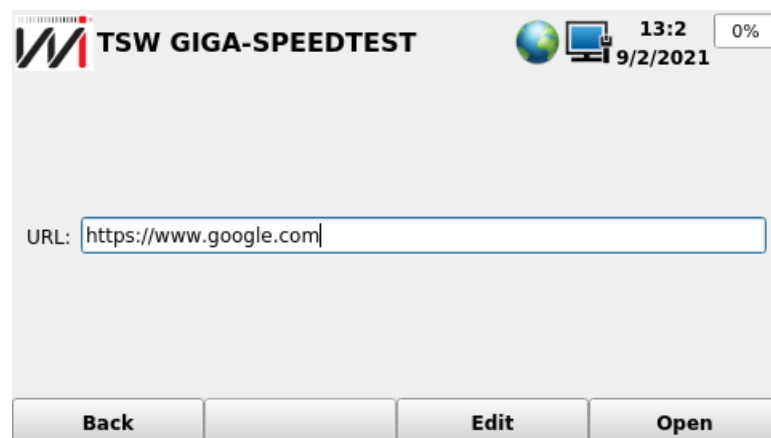 TSW GIGA-SPEEDTEST
13:2
0%
9/2/2021
URL: https://www.google.com
Back
Edit
Open